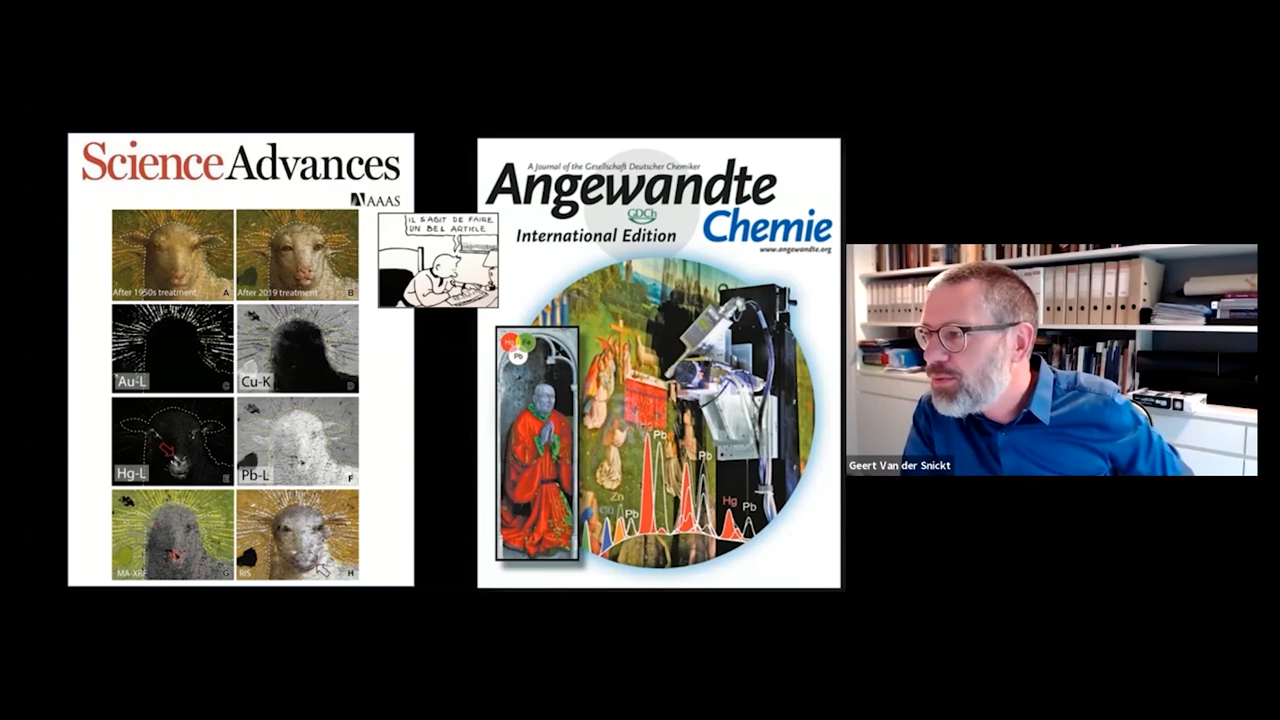 Science Advances
AAAS
After 1950s treatment
A
After 2019 treatment
B
Au-L
C
Cu-K
D
Hg-L
E
Pb-L
F
MA-XRF
G
RIS
H
IL S'AGIT DE FAIRE
UN BEL ARTICLE
A Journal of the Gesellschaft Deutscher Chemiker
Angewandte
GDCh
Chemie
International Edition
www.angewandte.org
Hg
Fe
Pb
Pb
Pb
Zn
Pb
Hg
Pb
Geert Van der Snickt